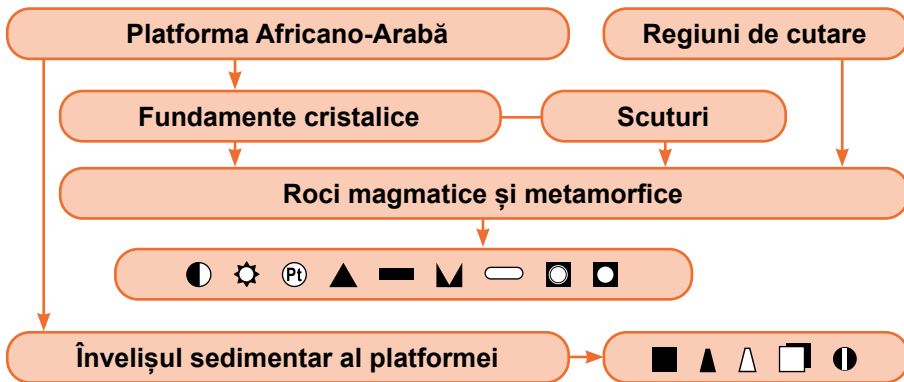 Platforma Africano-Arabă
Regiuni de cutare
Fundamente cristalice
Scuturi
Roci magmatice și metamorfice
Pt
Învelișul sedimentar al platformei